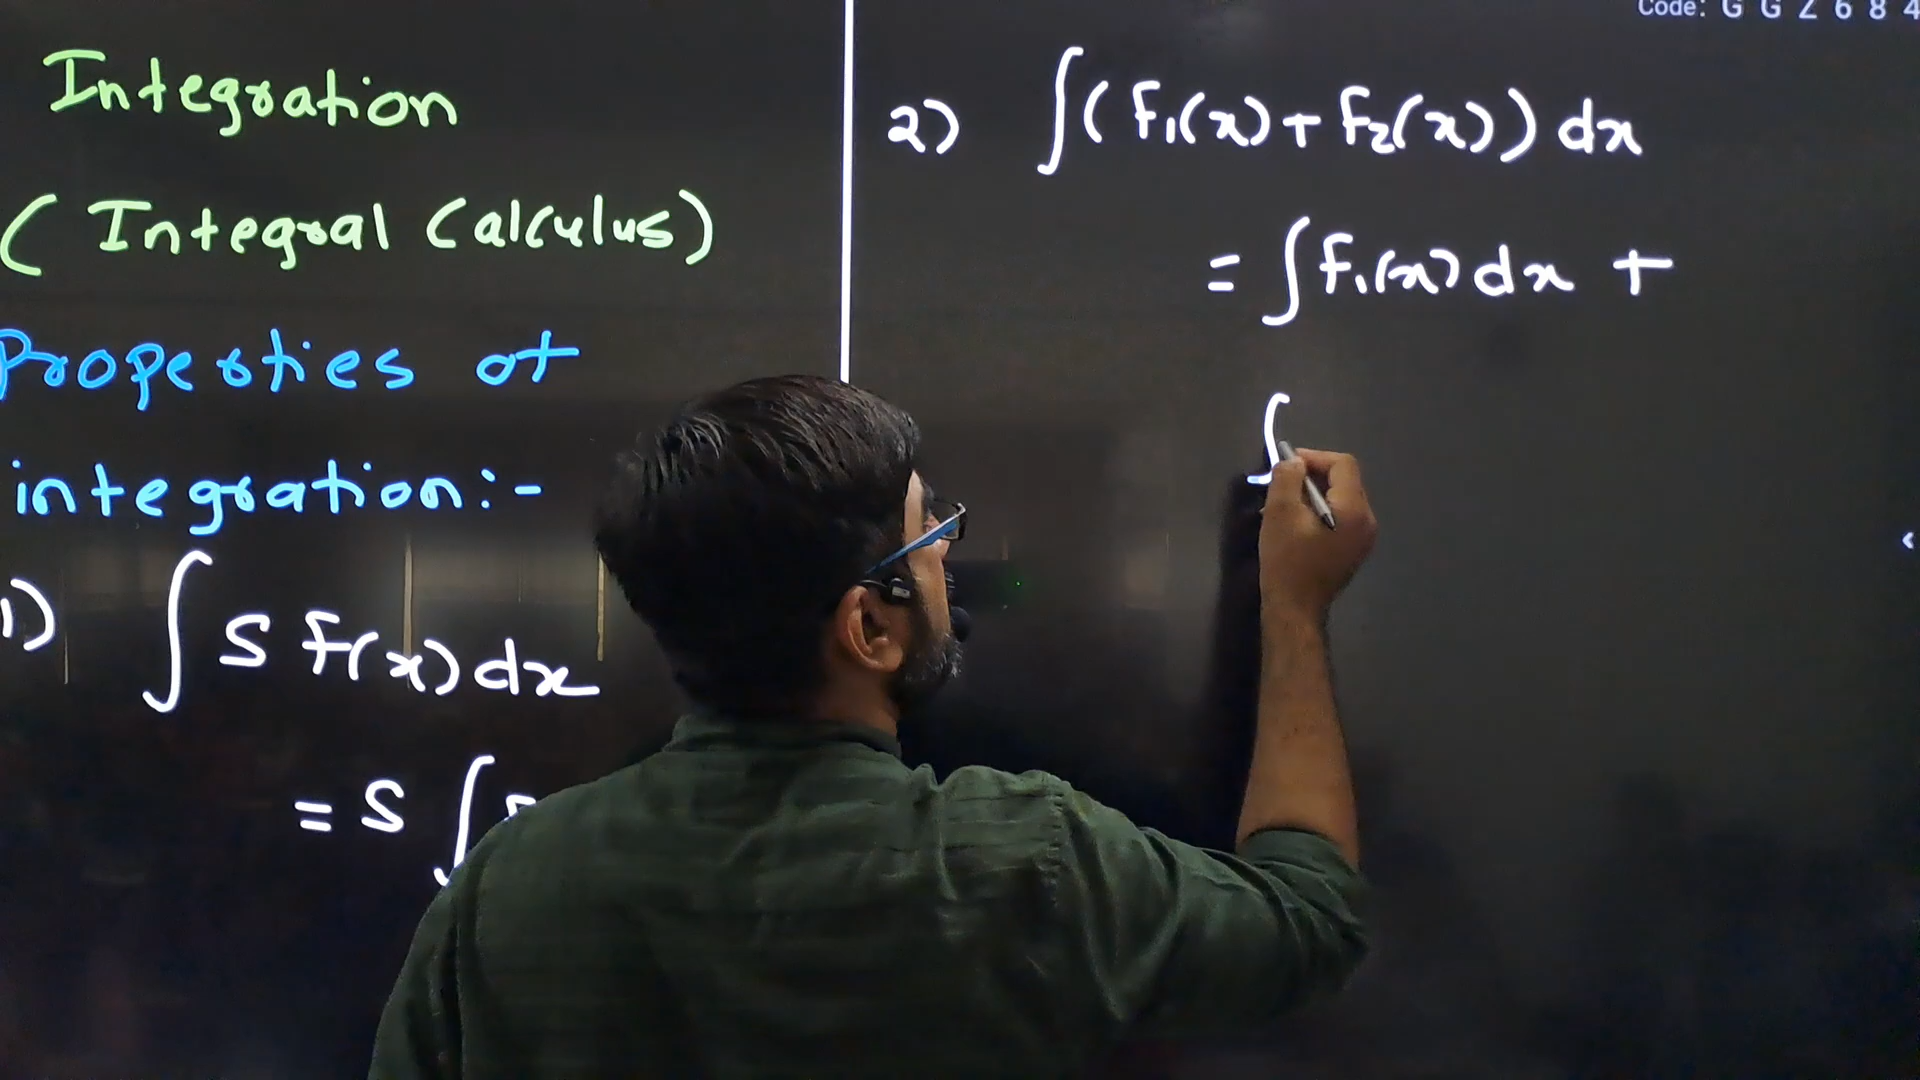 Integration
(Integral Calculus)
Properties of
integration:-
1) ∫ S f(x) dx
= S ∫
Code: G G Z 6 8 4
2) ∫(f₁(x) + f₂(x)) dx
= ∫ f₁(x) dx +
∫